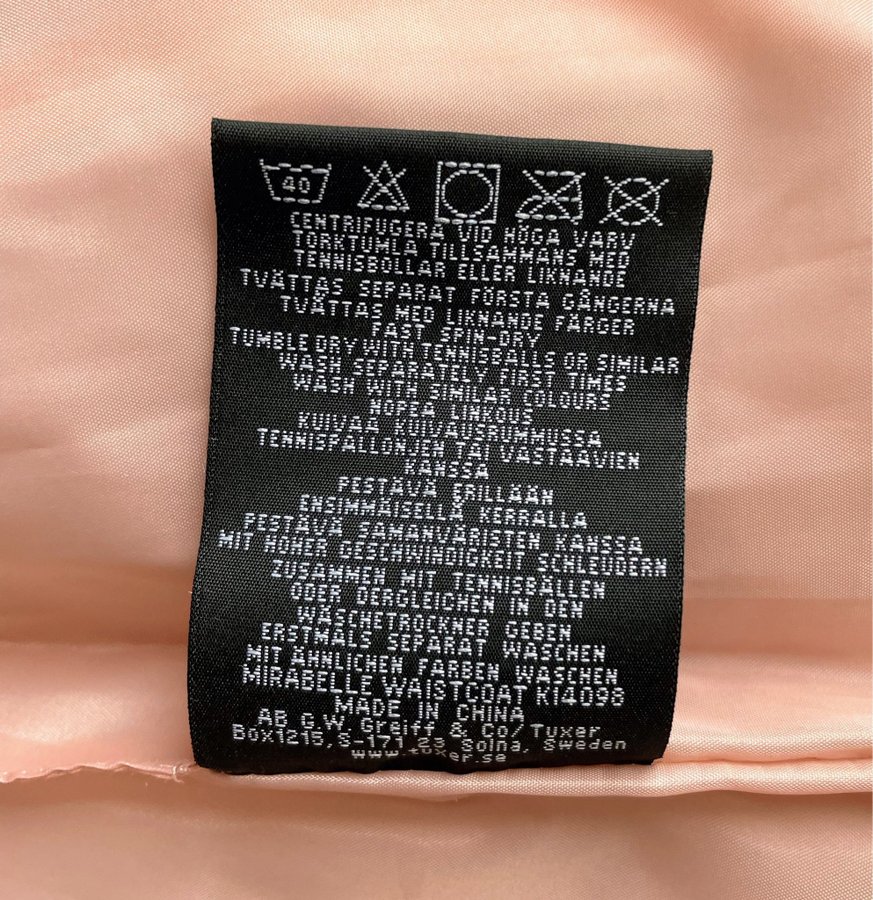 40
CENTRIFUGERA VID HÖGA VARV
TORKTUMLA TILLSAMMANS MED
TENNISBOLLAR ELLER LIKNANDE
TVÄTTAS SEPARAT FÖRSTA GÅNGERNA
TVÄTTAS MED LIKNANDE FÄRGER
FAST SPIN-DRY
TUMBLE DRY WITH TENNISBALLS OR SIMILAR
WASH SEPARATELY FIRST TIMES
WASH WITH SIMILAR COLOURS
NOPEA LINKOUS
KUIVAA KUIVAUSRUMMUSSA
TENNISPALLONJEN TAI VASTAAVIEN
KANSSA
PESTÄVÄ ERILLÄÄN
ENSIMMÄISELLÄ KERRALLA
PESTÄVÄ SAMANVÄRISTEN KANSSA
MIT HOHER GESCHWINDIGKEIT SCHLEUDERN
ZUSAMMEN MIT TENNISBÄLLEN
ODER DERGLEICHEN IN DEN
WÄSCHETROCKNER GEBEN
ERSTMALS SEPARAT WASCHEN
MIT ÄHNLICHEN FARBEN WASCHEN
MIRABELLE WAISTCOAT K14098
MADE IN CHINA
AB G.W. Greiff & Co/ Tuxer
Box1215, S-171 23 Solna, Sweden
www.tuxer.se